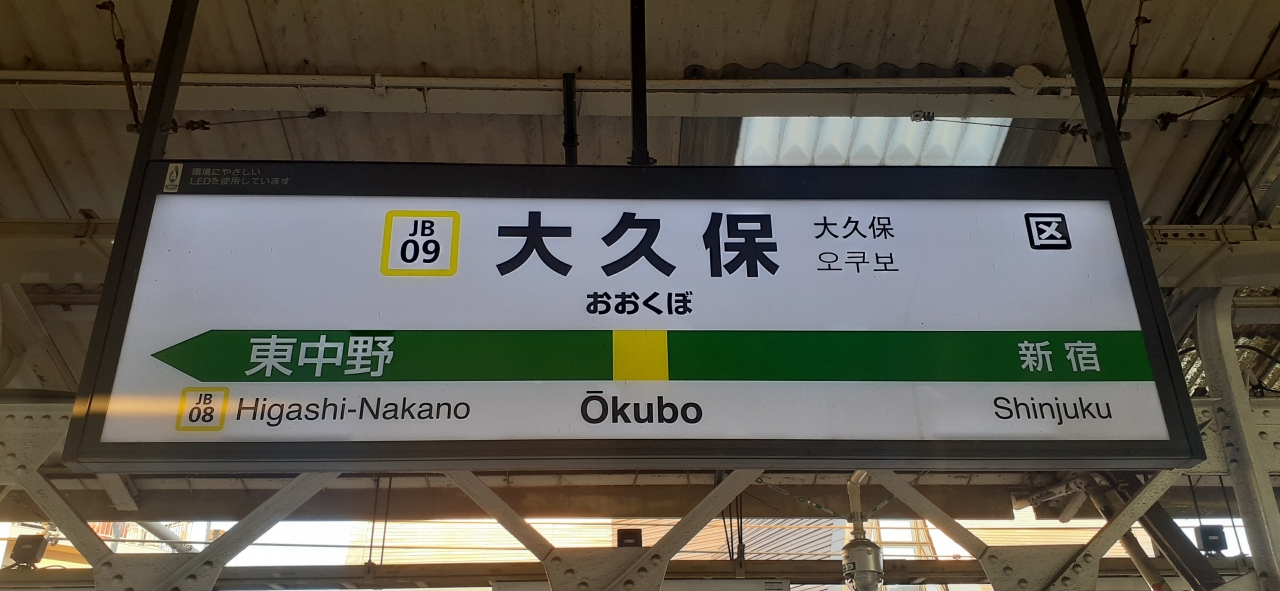 環境にやさしい
LEDを使用しています
JB
09
大久保
大久保
오쿠보
区
おおくぼ
東中野
新宿
JB
08
Higashi-Nakano
Ōkubo
Shinjuku